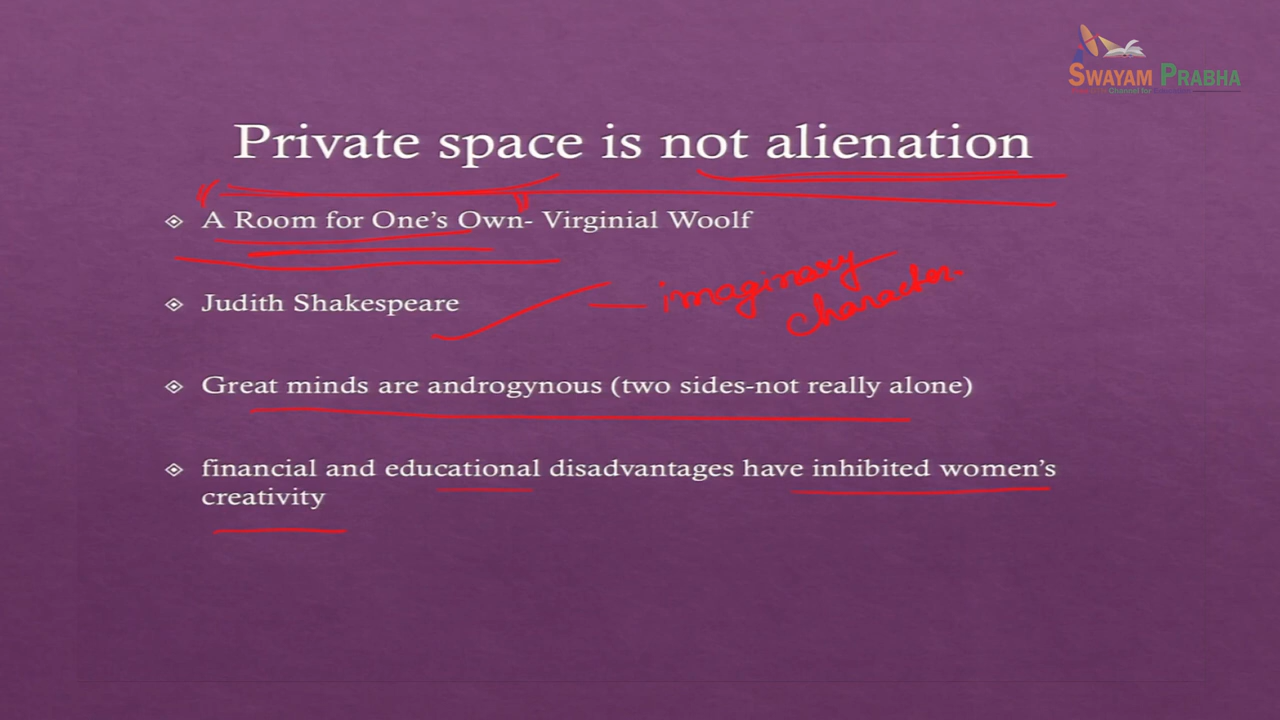 SWAYAM PRABHA
Private space is not alienation
A Room for One's Own- Virginial Woolf
Judith Shakespeare
imaginary
character
Great minds are androgynous (two sides-not really alone)
financial and educational disadvantages have inhibited women's
creativity